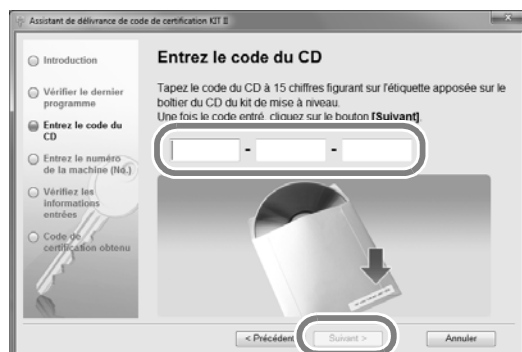 Assistant de délivrance de code de certification KIT II
Introduction
Vérifier le dernier
programme
Entrez le code du
CD
Entrez le numéro
de la machine (No.)
Vérifiez les
informations
entrées
Code de
certification obtenu
Entrez le code du CD
Tapez le code du CD à 15 chiffres figurant sur l'étiquette apposée sur le
boîtier du CD du kit de mise à niveau.
Une fois le code entré, cliquez sur le bouton [Suivant].
- -
< Précédent
Suivant >
Annuler